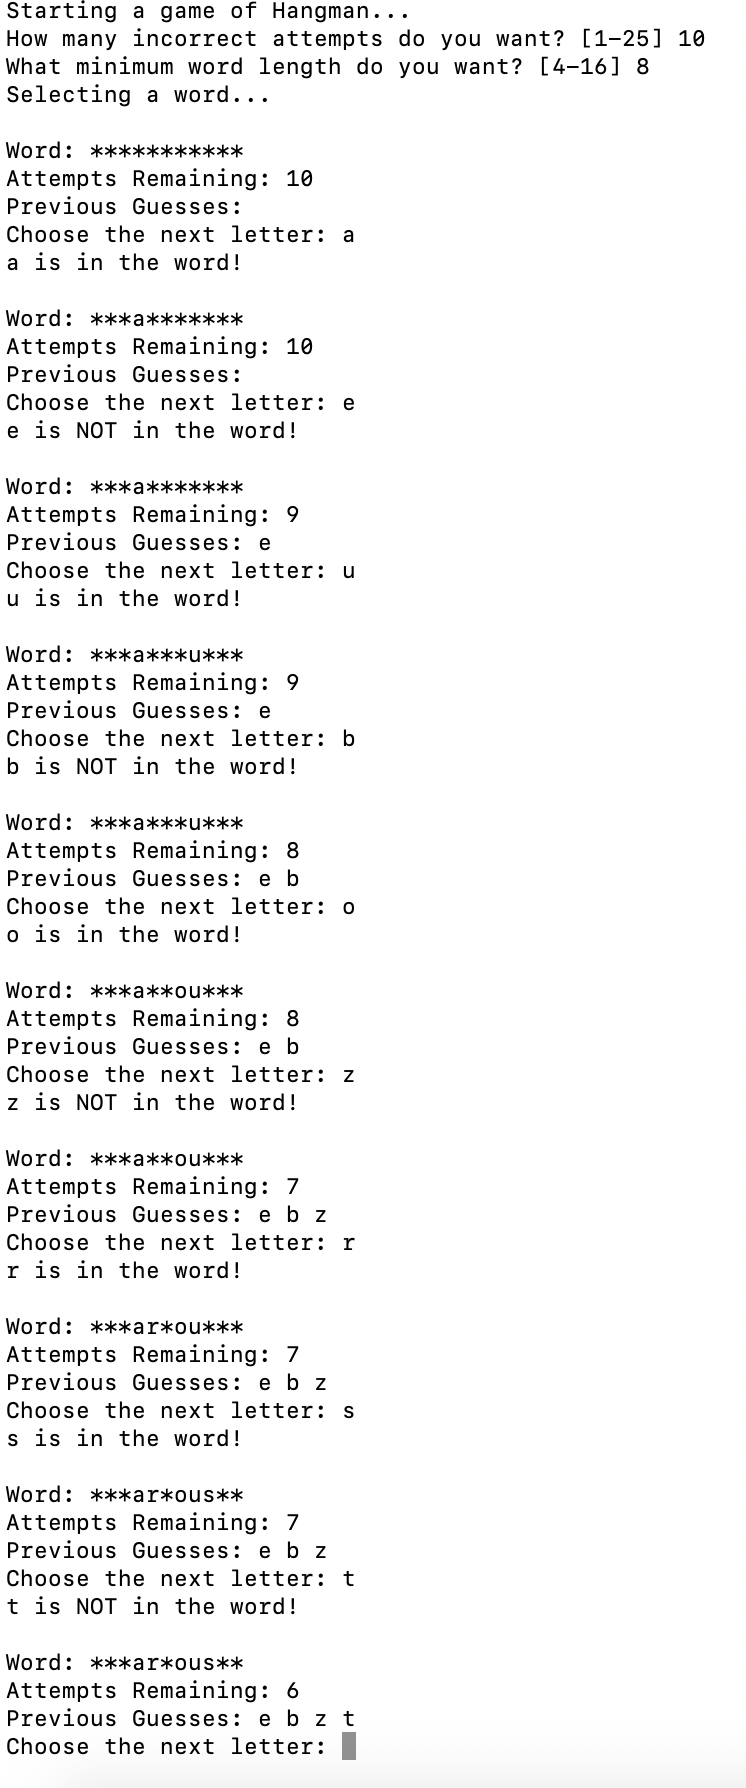 Starting a game of Hangman...
How many incorrect attempts do you want? [1-25] 10
What minimum word length do you want? [4-16] 8
Selecting a word...

Word: ***********
Attempts Remaining: 10
Previous Guesses:
Choose the next letter: a
a is in the word!

Word: ***a*******
Attempts Remaining: 10
Previous Guesses:
Choose the next letter: e
e is NOT in the word!

Word: ***a*******
Attempts Remaining: 9
Previous Guesses: e
Choose the next letter: u
u is in the word!

Word: ***a***u***
Attempts Remaining: 9
Previous Guesses: e
Choose the next letter: b
b is NOT in the word!

Word: ***a***u***
Attempts Remaining: 8
Previous Guesses: e b
Choose the next letter: o
o is in the word!

Word: ***a**ou***
Attempts Remaining: 8
Previous Guesses: e b
Choose the next letter: z
z is NOT in the word!

Word: ***a**ou***
Attempts Remaining: 7
Previous Guesses: e b z
Choose the next letter: r
r is in the word!

Word: ***ar*ou***
Attempts Remaining: 7
Previous Guesses: e b z
Choose the next letter: s
s is in the word!

Word: ***ar*ous**
Attempts Remaining: 7
Previous Guesses: e b z
Choose the next letter: t
t is NOT in the word!

Word: ***ar*ous**
Attempts Remaining: 6
Previous Guesses: e b z t
Choose the next letter: